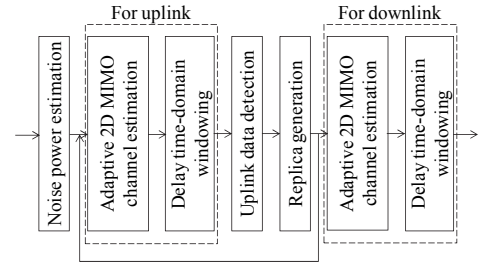 For uplink
For downlink
Noise power estimation
Adaptive 2D MIMO
channel estimation
Delay time-domain
windowing
Uplink data detection
Replica generation
Adaptive 2D MIMO
channel estimation
Delay time-domain
windowing